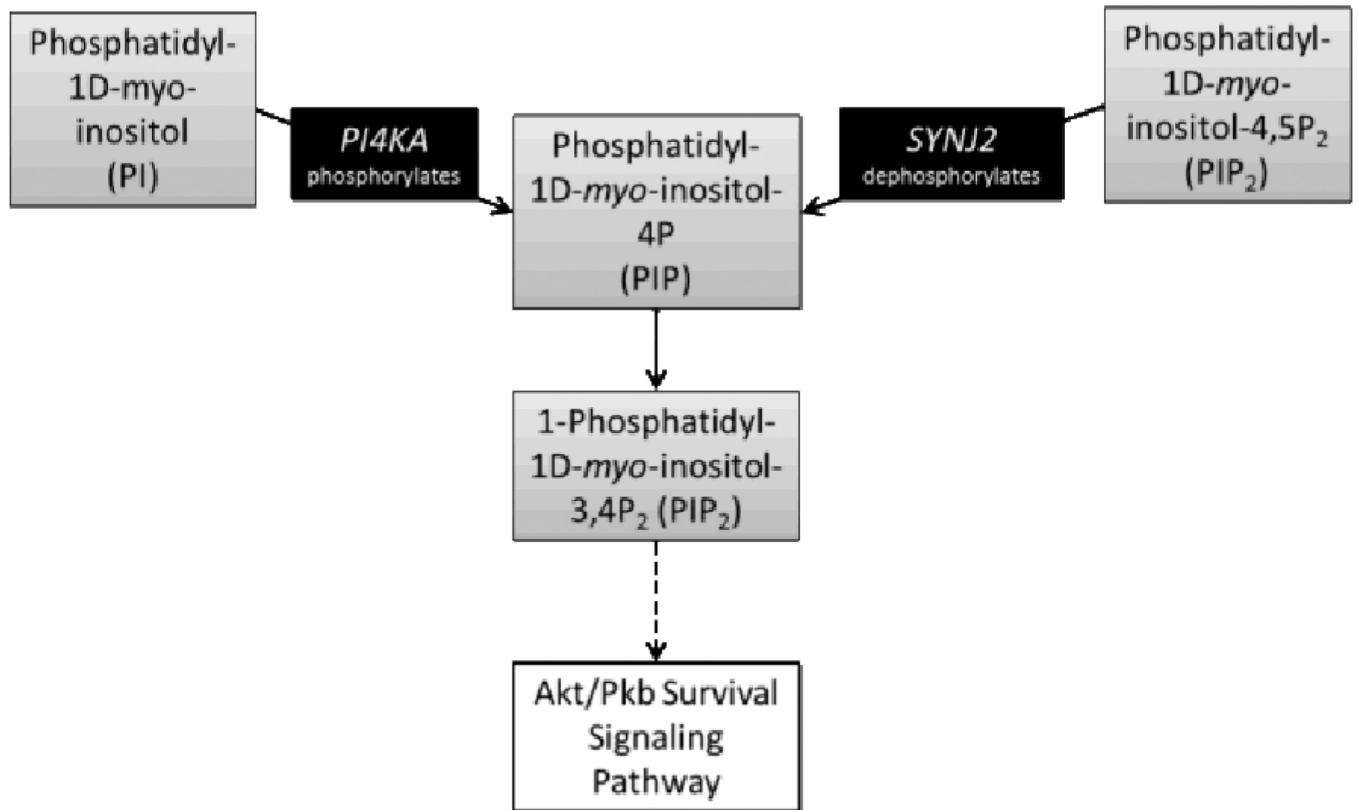 Phosphatidyl-
1D-myo-
inositol
(PI)
PI4KA
phosphorylates
Phosphatidyl-
1D-myo-inositol-
4P
(PIP)
SYNJ2
dephosphorylates
Phosphatidyl-
1D-myo-
inositol-4,5P₂
(PIP₂)
1-Phosphatidyl-
1D-myo-inositol-
3,4P₂ (PIP₂)
Akt/Pkb Survival
Signaling
Pathway